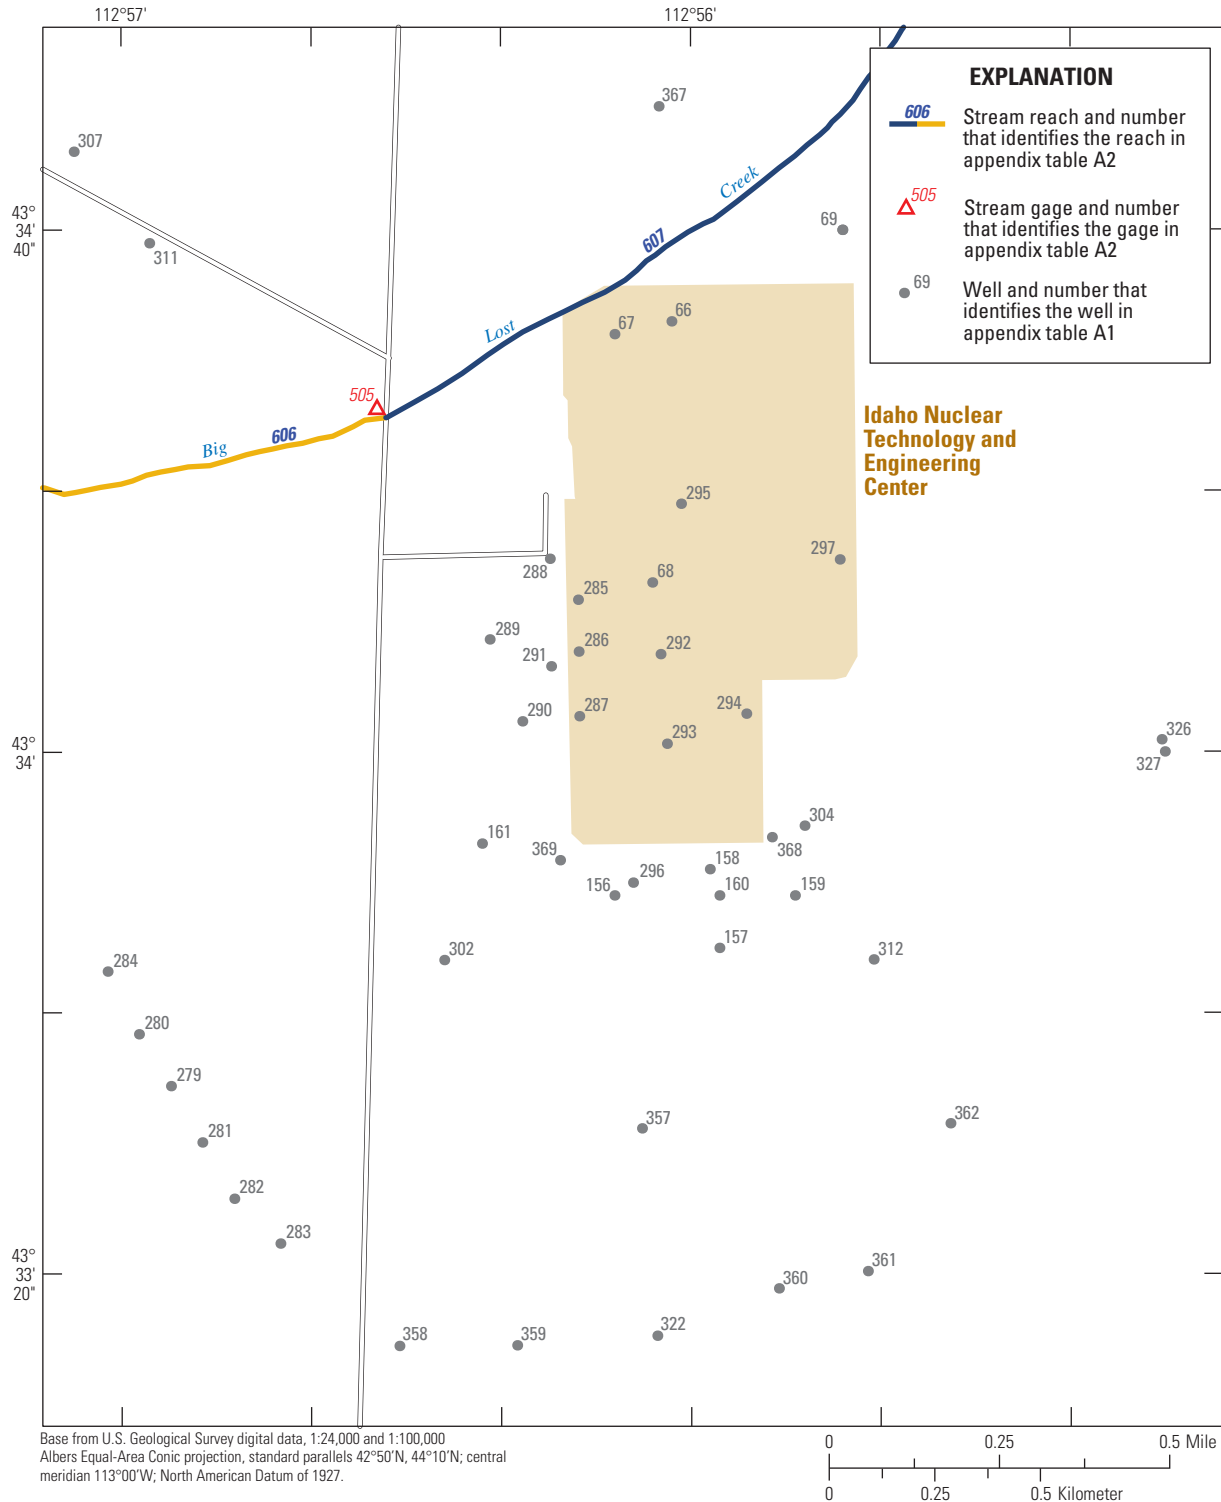 112°57'
112°56'
EXPLANATION
606
Stream reach and number
that identifies the reach in
appendix table A2
505
Stream gage and number
that identifies the gage in
appendix table A2
69
Well and number that
identifies the well in
appendix table A1
367
307
Creek
43°
34'
40"
69
607
311
66
67
Lost
505
606
Big
Idaho Nuclear
Technology and
Engineering
Center
295
297
288
68
285
289
286
292
291
290
287
294
293
43°
34'
326
327
304
161
368
369
158
296
156
160
159
157
302
312
284
280
279
357
362
281
282
283
43°
33'
20"
361
360
322
358
359
Base from U.S. Geological Survey digital data, 1:24,000 and 1:100,000
Albers Equal-Area Conic projection, standard parallels 42°50'N, 44°10'N; central
meridian 113°00'W; North American Datum of 1927.
0 0.25 0.5 Mile
0 0.25 0.5 Kilometer